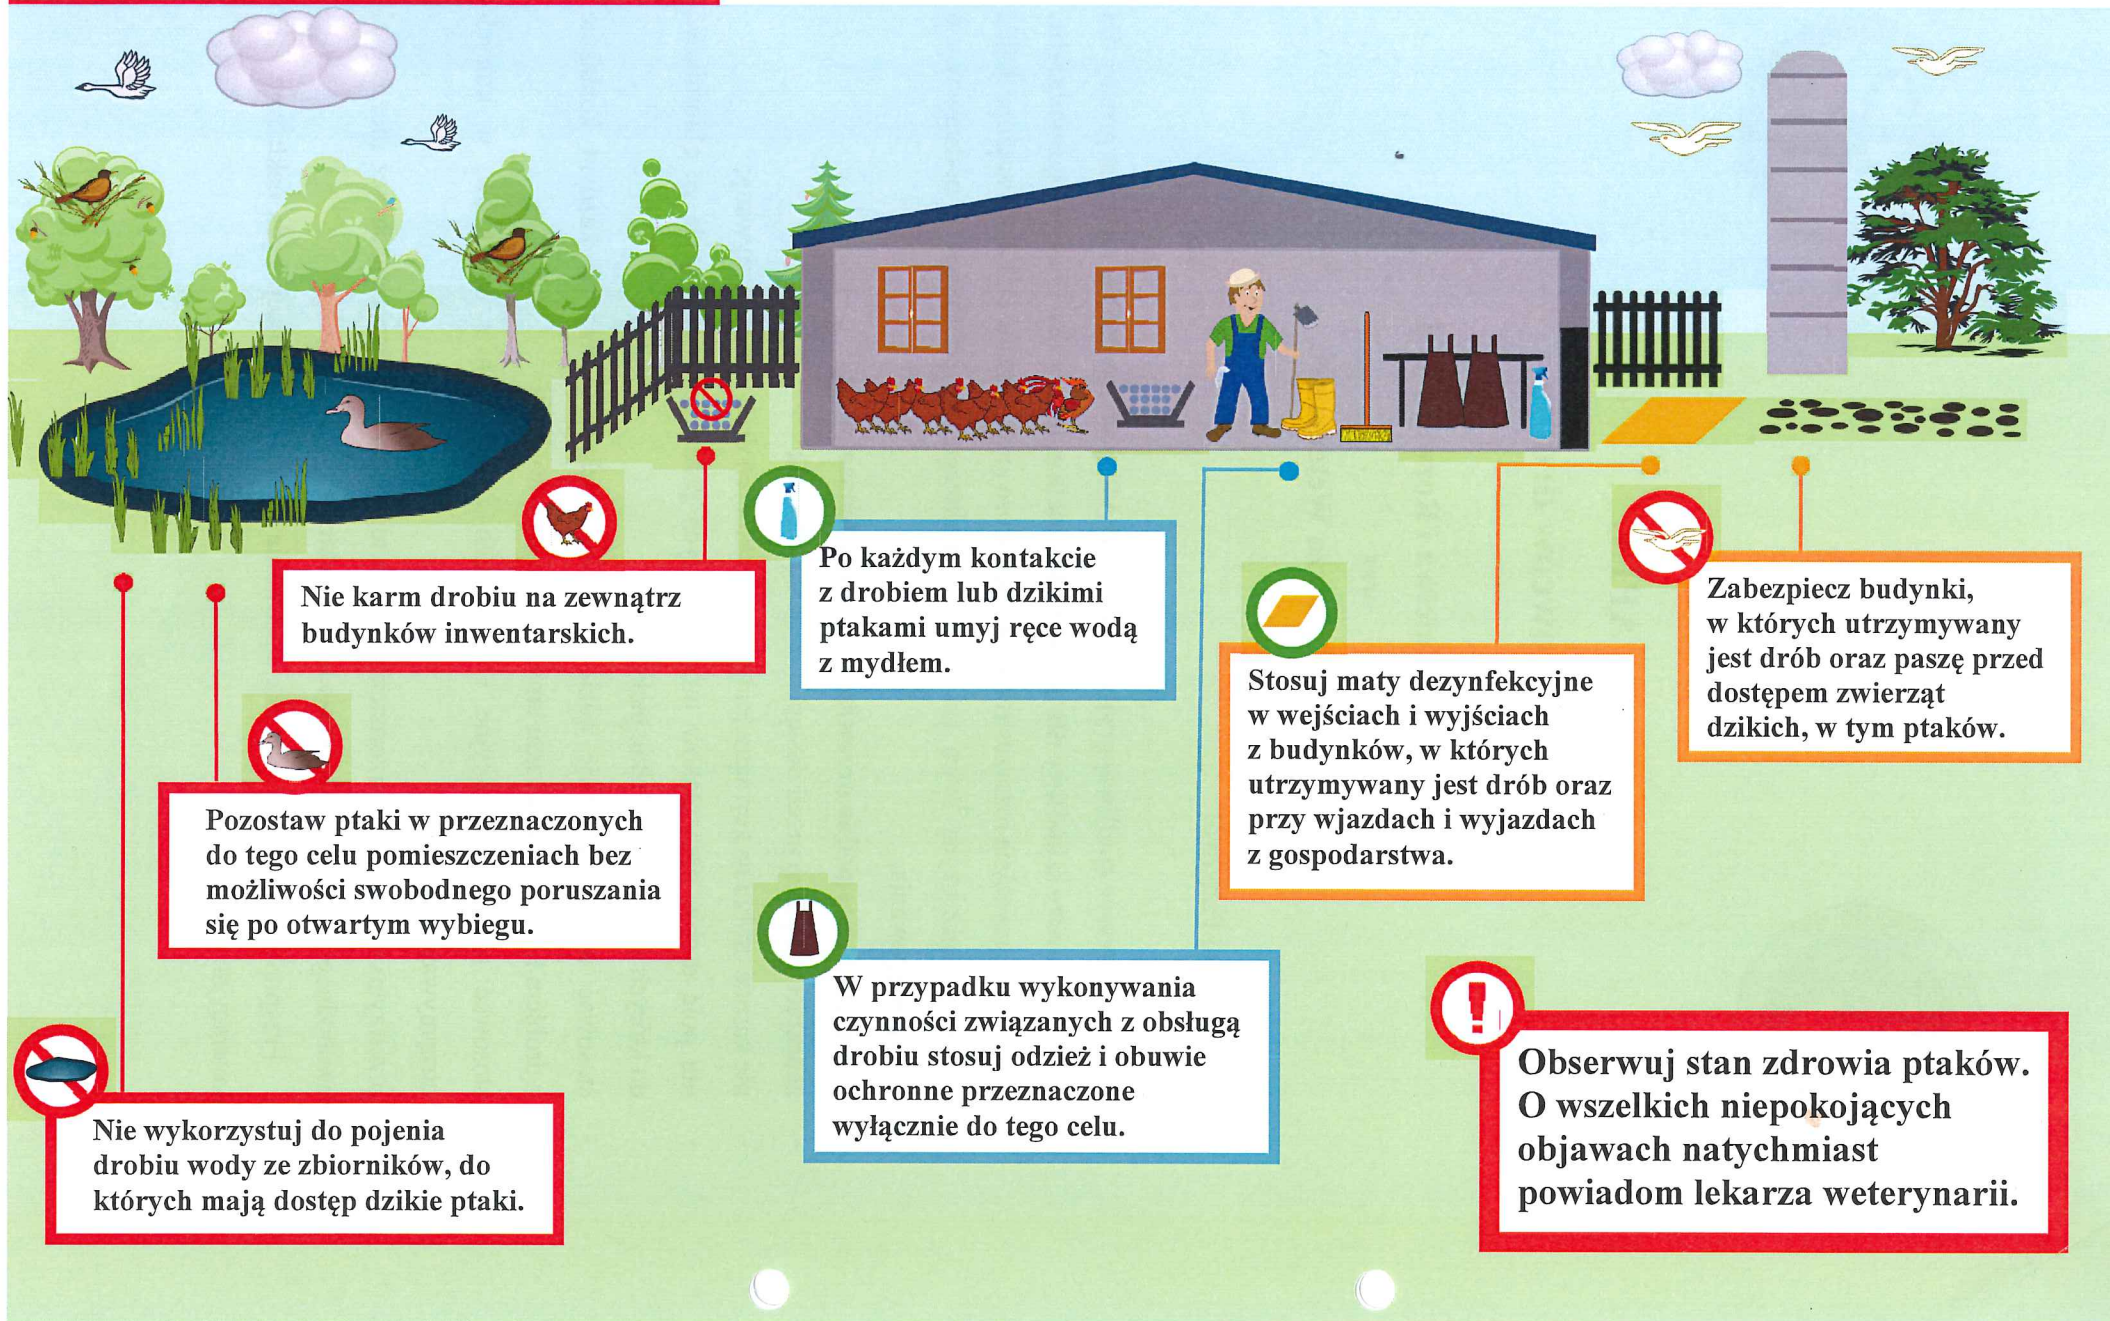 Nie karm drobiu na zewnątrz
budynków inwentarskich.
Po każdym kontakcie
z drobiem lub dzikimi
ptakami umyj ręce wodą
z mydłem.
Zabezpiecz budynki,
w których utrzymywany
jest drób oraz paszę przed
dostępem zwierząt
dzikich, w tym ptaków.
Stosuj maty dezynfekcyjne
w wejściach i wyjściach
z budynków, w których
utrzymywany jest drób oraz
przy wjazdach i wyjazdach
z gospodarstwa.
Pozostaw ptaki w przeznaczonych
do tego celu pomieszczeniach bez
możliwości swobodnego poruszania
się po otwartym wybiegu.
W przypadku wykonywania
czynności związanych z obsługą
drobiu stosuj odzież i obuwie
ochronne przeznaczone
wyłącznie do tego celu.
Obserwuj stan zdrowia ptaków.
O wszelkich niepokojących
objawach natychmiast
powiadom lekarza weterynarii.
Nie wykorzystuj do pojenia
drobiu wody ze zbiorników, do
których mają dostęp dzikie ptaki.